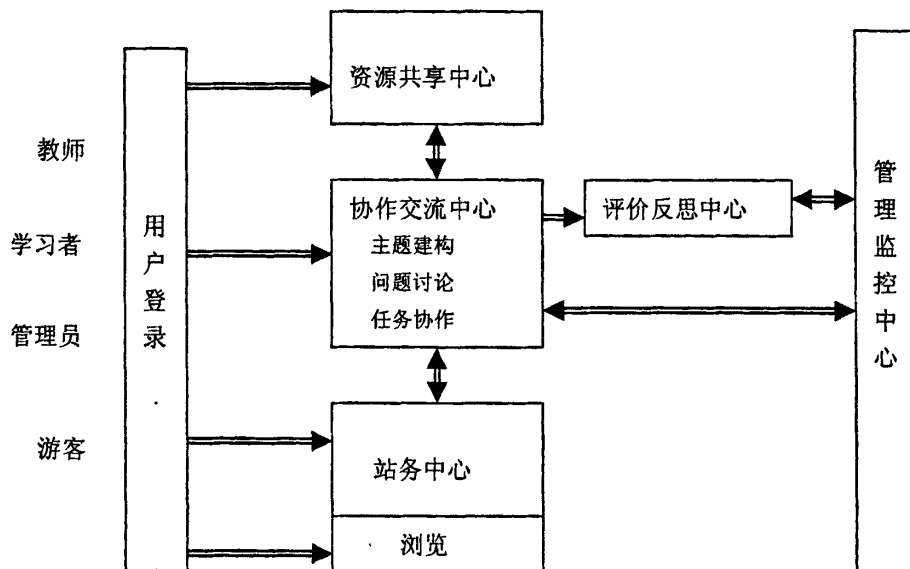 教师
学习者
管理员
游客
用户登录
资源共享中心
协作交流中心
主题建构
问题讨论
任务协作
站务中心
浏览
评价反思中心
管理监控中心